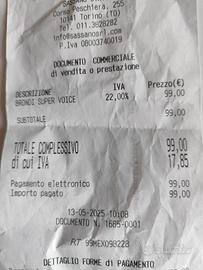 SASSANO
Corso Peschiera, 255
10141 Torino (TO)
Tel. 011.3828282
info@sassanosrl.com
P.Iva 08003740019
DOCUMENTO COMMERCIALE
di vendita o prestazione
DESCRIZIONE IVA Prezzo(€)
BRONDI SUPER VOICE 22,00% 99,00
SUBTOTALE 99,00
TOTALE COMPLESSIVO 99,00
di cui IVA 17,85
Pagamento elettronico 99,00
Importo pagato 99,00
13-05-2025 10:08
DOCUMENTO N. 1685-0001
RT 99MEX090228
DETTAGLIO FORME di PAGAMENTO